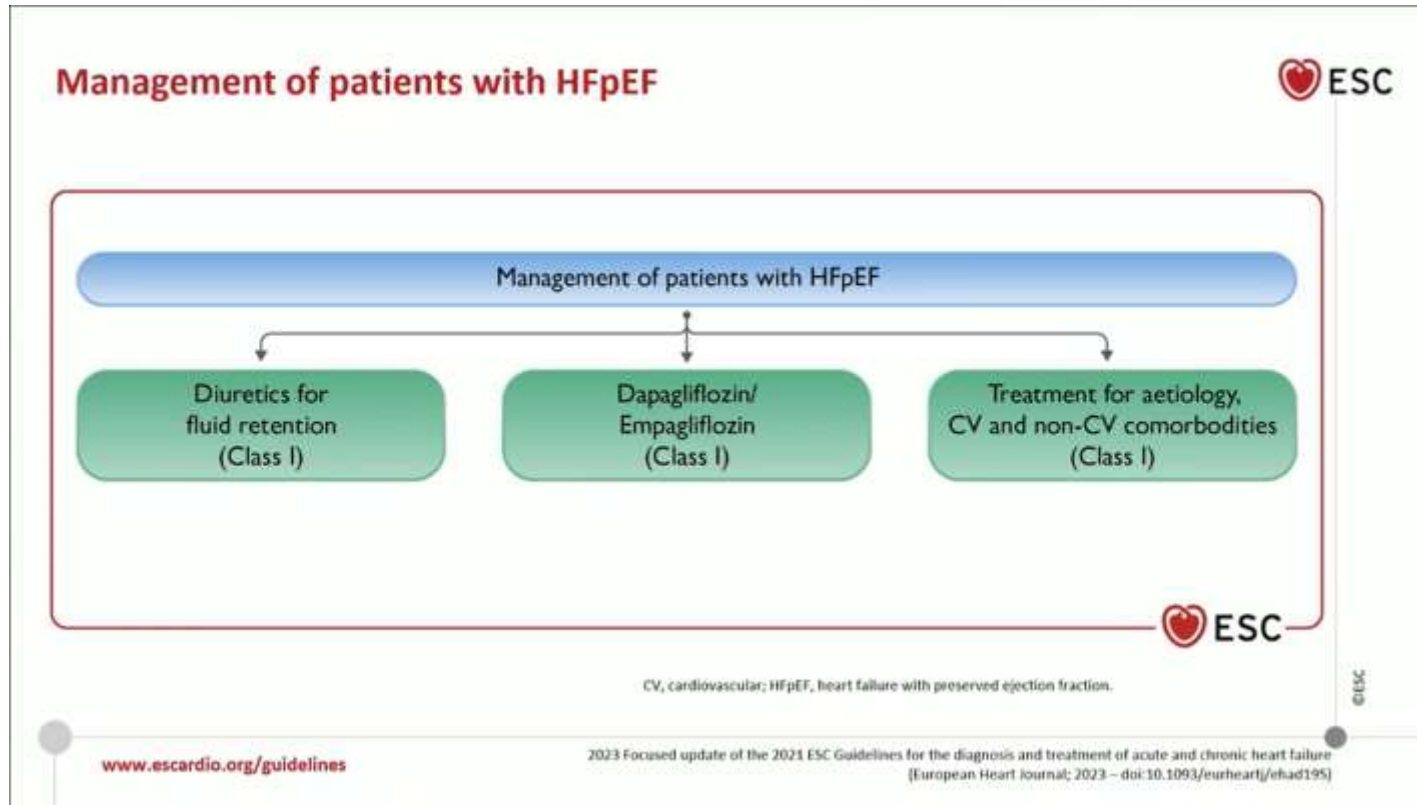 Management of patients with HFpEF
ESC
Management of patients with HFpEF
Diuretics for
fluid retention
(Class I)
Dapagliflozin/
Empagliflozin
(Class I)
Treatment for aetiology,
CV and non-CV comorbodities
(Class I)
ESC
CV, cardiovascular; HFpEF, heart failure with preserved ejection fraction.
©ESC
www.escardio.org/guidelines
2023 Focused update of the 2021 ESC Guidelines for the diagnosis and treatment of acute and chronic heart failure
(European Heart Journal; 2023 – doi:10.1093/eurheartj/ehad195)